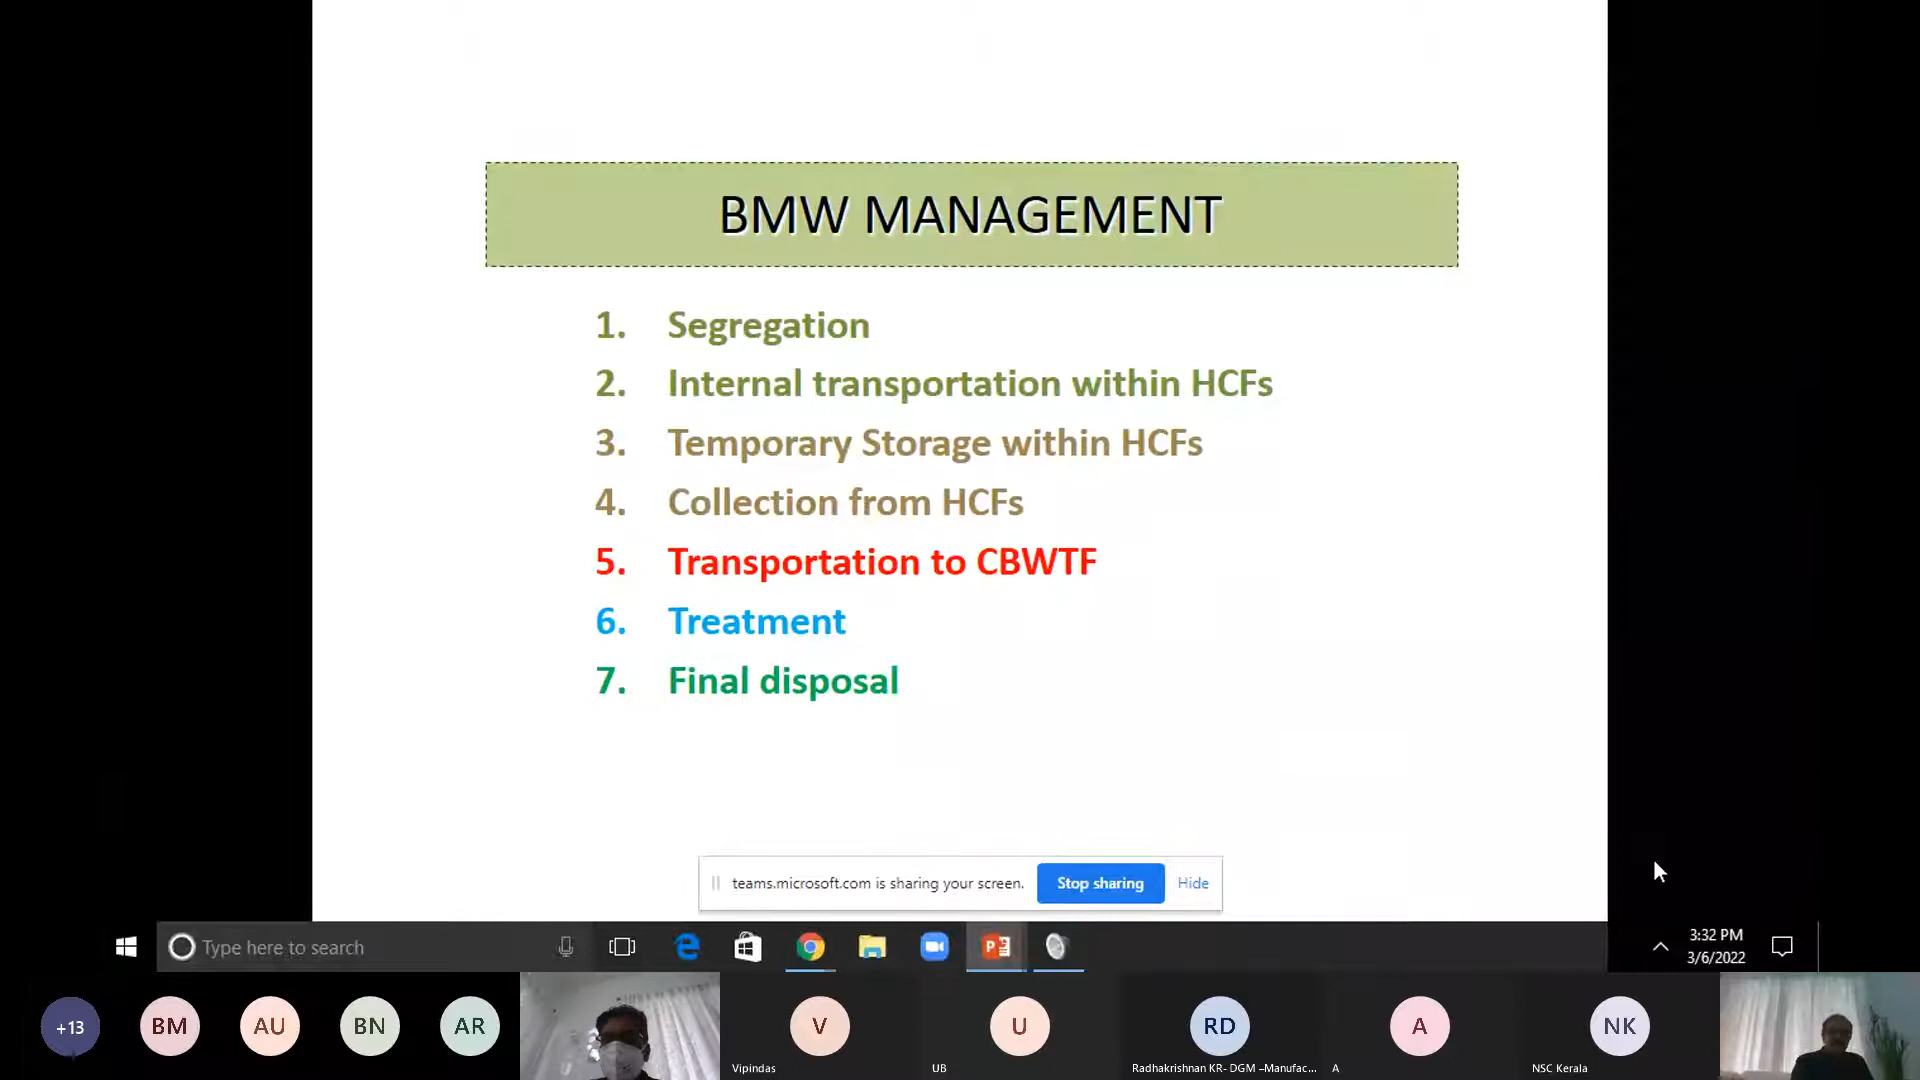 BMW MANAGEMENT
1. Segregation
2. Internal transportation within HCFs
3. Temporary Storage within HCFs
4. Collection from HCFs
5. Transportation to CBWTF
6. Treatment
7. Final disposal
teams.microsoft.com is sharing your screen. Stop sharing Hide
Type here to search
3:32 PM
3/6/2022
+13 BM AU BN AR V U RD A NK
Vipindas UB Radhakrishnan KR- DGM –Manufac... A NSC Kerala